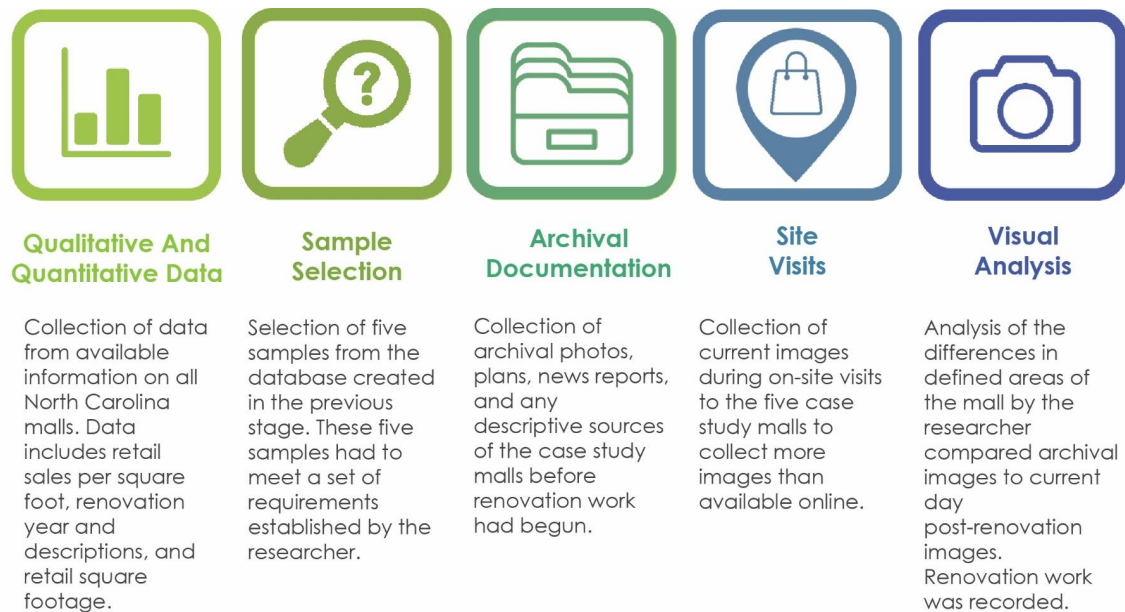 ?
Qualitative And
Quantitative Data
Collection of data
from available
information on all
North Carolina
malls. Data
includes retail
sales per square
foot, renovation
year and
descriptions, and
retail square
footage.
Sample
Selection
Selection of five
samples from the
database created
in the previous
stage. These five
samples had to
meet a set of
requirements
established by the
researcher.
Archival
Documentation
Collection of
archival photos,
plans, news reports,
and any
descriptive sources
of the case study
malls before
renovation work
had begun.
Site
Visits
Collection of
current images
during on-site visits
to the five case
study malls to
collect more
images than
available online.
Visual
Analysis
Analysis of the
differences in
defined areas of
the mall by the
researcher
compared archival
images to current
day
post-renovation
images.
Renovation work
was recorded.